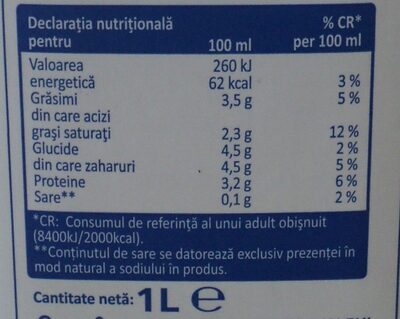 Declarația nutrițională % CR*
pentru 100 ml per 100 ml
Valoarea 260 kJ
energetică 62 kcal 3 %
Grăsimi 3,5 g 5 %
din care acizi
grași saturați 2,3 g 12 %
Glucide 4,5 g 2 %
din care zaharuri 4,5 g 5 %
Proteine 3,2 g 6 %
Sare** 0,1 g 2 %
*CR: Consumul de referință al unui adult obișnuit
(8400kJ/2000kcal).
**Conținutul de sare se datorează exclusiv prezenței în
mod natural a sodiului în produs.
Cantitate netă: 1L e